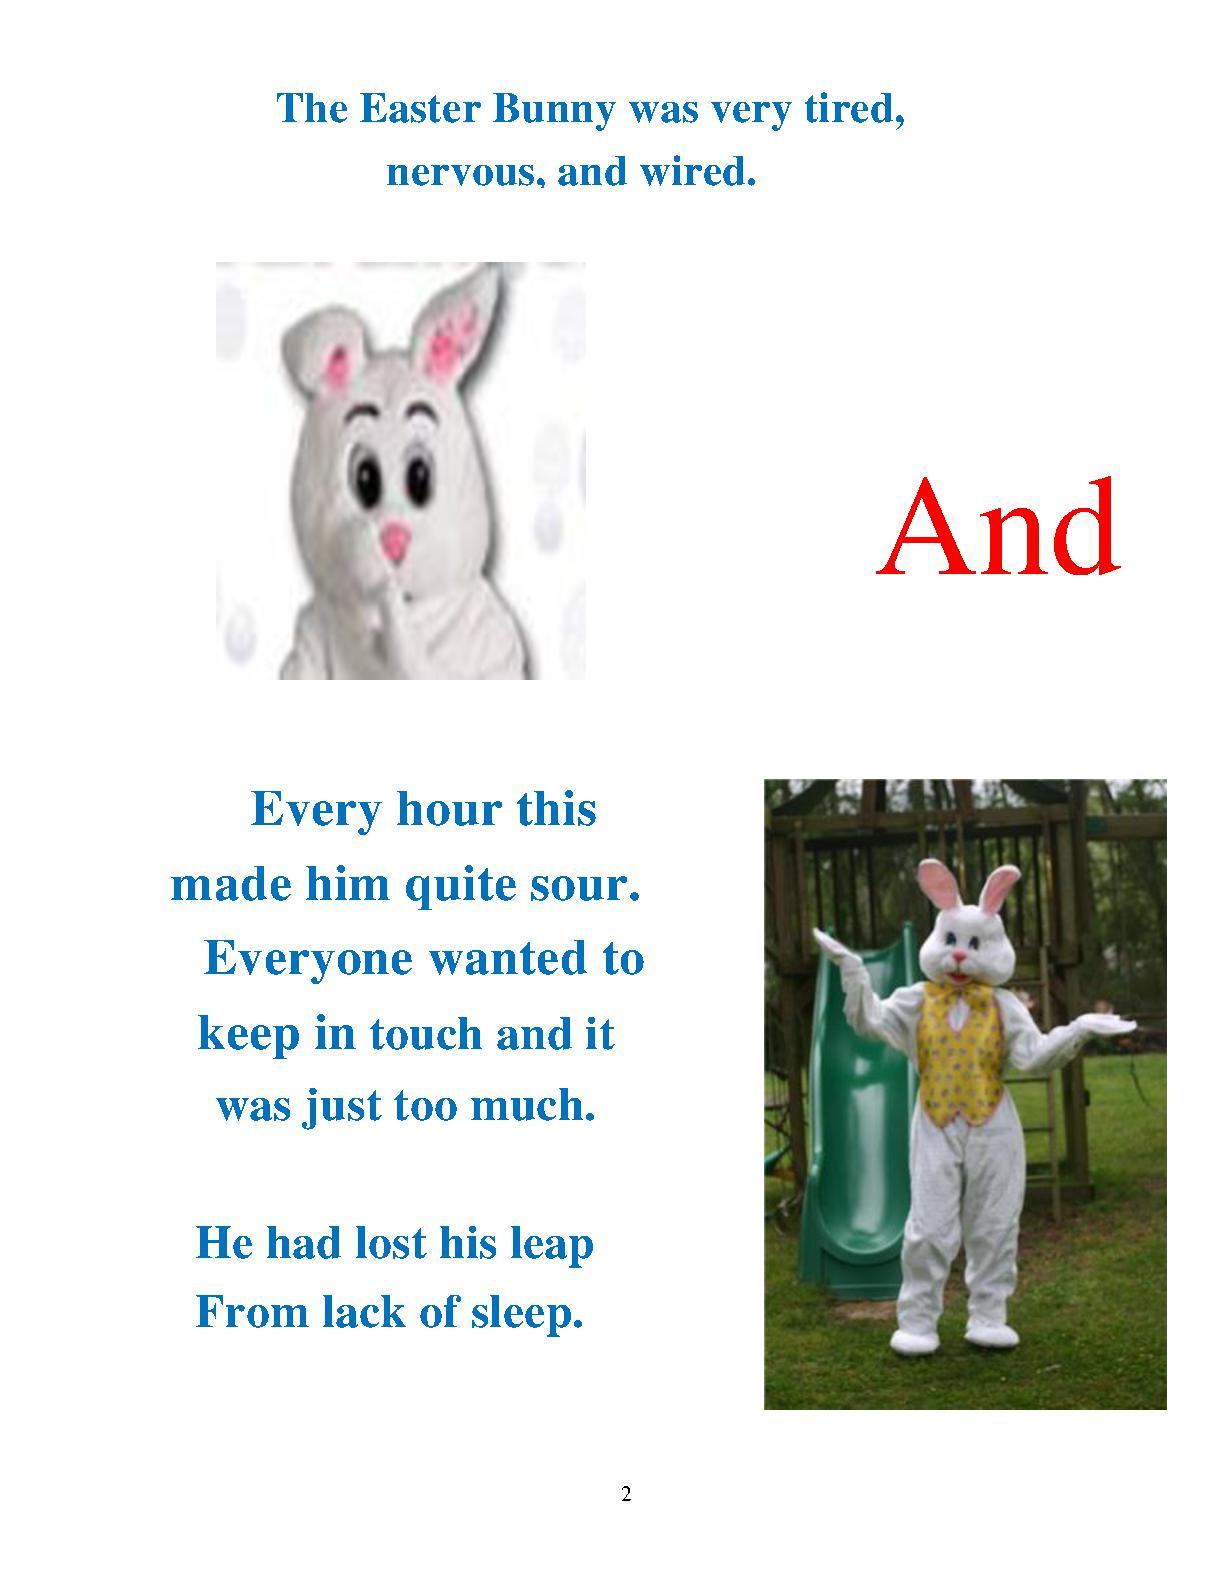 The Easter Bunny was very tired,
nervous, and wired.
And
Every hour this
made him quite sour.
Everyone wanted to
keep in touch and it
was just too much.
He had lost his leap
From lack of sleep.
2